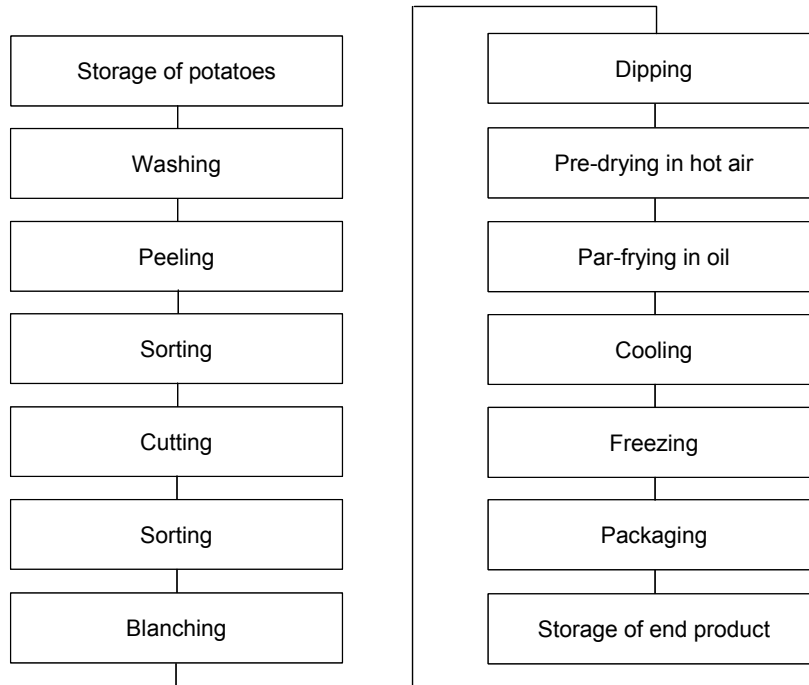 Storage of potatoes
Washing
Peeling
Sorting
Cutting
Sorting
Blanching
Dipping
Pre-drying in hot air
Par-frying in oil
Cooling
Freezing
Packaging
Storage of end product